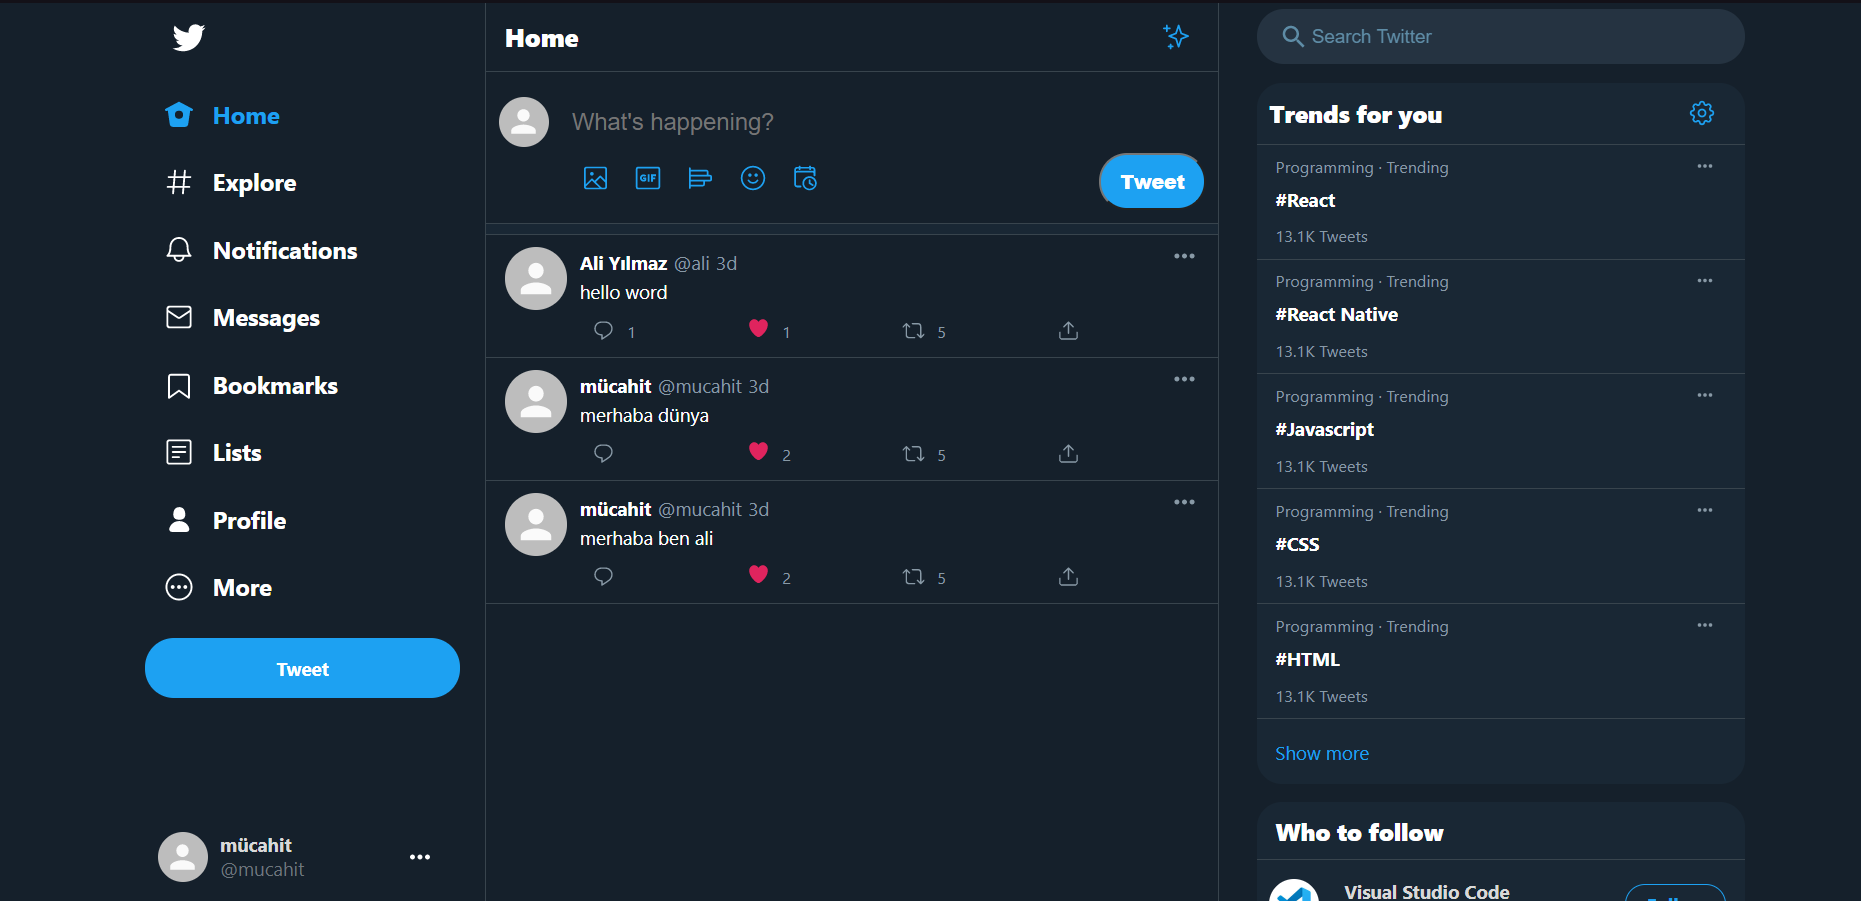 Home
Explore
Notifications
Messages
Bookmarks
Lists
Profile
More
Tweet
mücahit
@mucahit
Home
What's happening?
GIF
Tweet
Ali Yılmaz @ali 3d
hello word
1 1 5
mücahit @mucahit 3d
merhaba dünya
2 5
mücahit @mucahit 3d
merhaba ben ali
2 5
Search Twitter
Trends for you
Programming · Trending
#React
13.1K Tweets
Programming · Trending
#React Native
13.1K Tweets
Programming · Trending
#Javascript
13.1K Tweets
Programming · Trending
#CSS
13.1K Tweets
Programming · Trending
#HTML
13.1K Tweets
Show more
Who to follow
Visual Studio Code